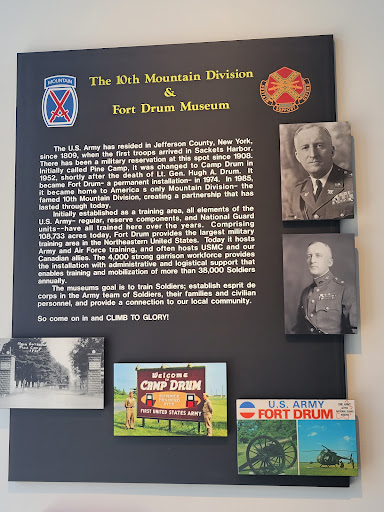 The 10th Mountain Division
&
Fort Drum Museum
MOUNTAIN
The U.S. Army has resided in Jefferson County, New York,
since 1809, when the first troops arrived in Sackets Harbor.
There has been a military reservation at this spot since 1908.
Initially called Pine Camp, it was changed to Camp Drum in
1952, shortly after the death of Lt. Gen. Hugh A. Drum. It
became Fort Drum- a permanent installation- in 1974. In 1985,
it became home to America s only Mountain Division- the
famed 10th Mountain Division, creating a partnership that has
lasted through today.
Initially established as a training area, all elements of the
U.S. Army- regular, reserve components, and National Guard
units--have all trained here over the years. Comprising
108,733 acres today, Fort Drum provides the largest military
training area in the Northeastern United States. Today it hosts
Army and Air Force training, and often hosts USMC and our
Canadian allies. The 4,000 strong garrison workforce provides
the installation with administrative and logistical support that
enables training and mobilization of more than 38,000 Soldiers
annually.
The museums goal is to train Soldiers; establish esprit de
corps in the Army team of Soldiers, their families and civilian
personnel, and provide a connection to our local community.
So come on in and CLIMB TO GLORY!
Welcome
CAMP DRUM
FIRST UNITED STATES ARMY
U.S. ARMY
FORT DRUM